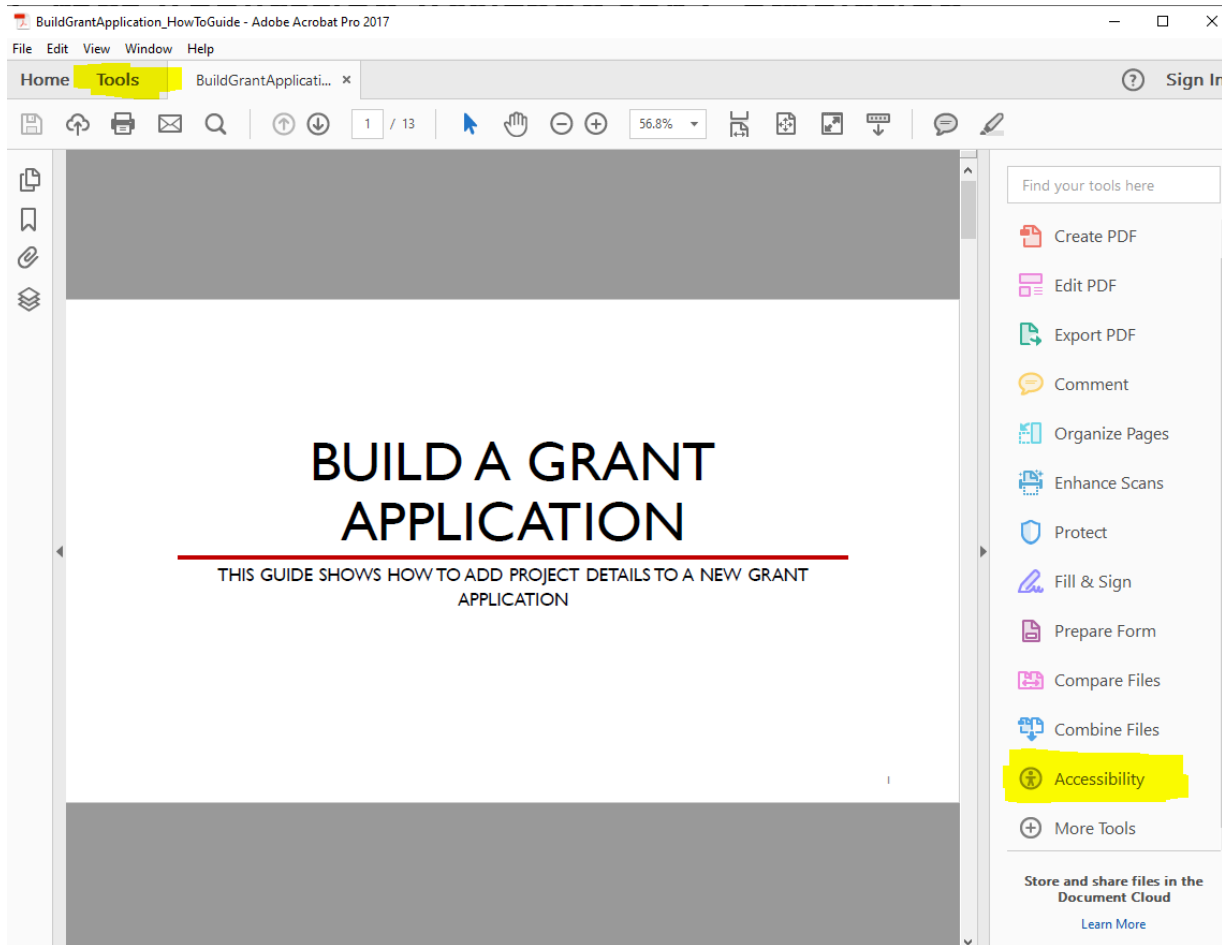 BuildGrantApplication_HowToGuide - Adobe Acrobat Pro 2017
File Edit View Window Help
Home Tools BuildGrantApplicati... × ? Sign In
1 / 13 56.8%
Find your tools here
Create PDF
Edit PDF
Export PDF
Comment
Organize Pages
Enhance Scans
Protect
Fill & Sign
Prepare Form
Compare Files
Combine Files
Accessibility
More Tools
Store and share files in the
Document Cloud
Learn More
BUILD A GRANT
APPLICATION
THIS GUIDE SHOWS HOW TO ADD PROJECT DETAILS TO A NEW GRANT
APPLICATION
1